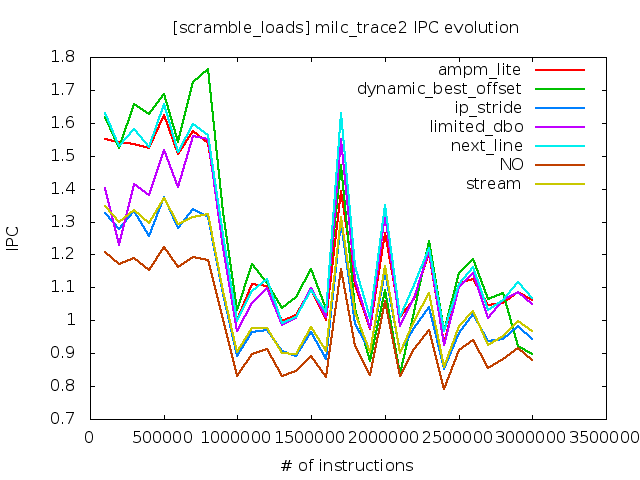 [scramble_loads] milc_trace2 IPC evolution
1.8
1.7
1.6
1.5
1.4
1.3
1.2
1.1
1
0.9
0.8
0.7
IPC
ampm_lite
dynamic_best_offset
ip_stride
limited_dbo
next_line
NO
stream
0 500000 1000000 1500000 2000000 2500000 3000000 3500000
# of instructions